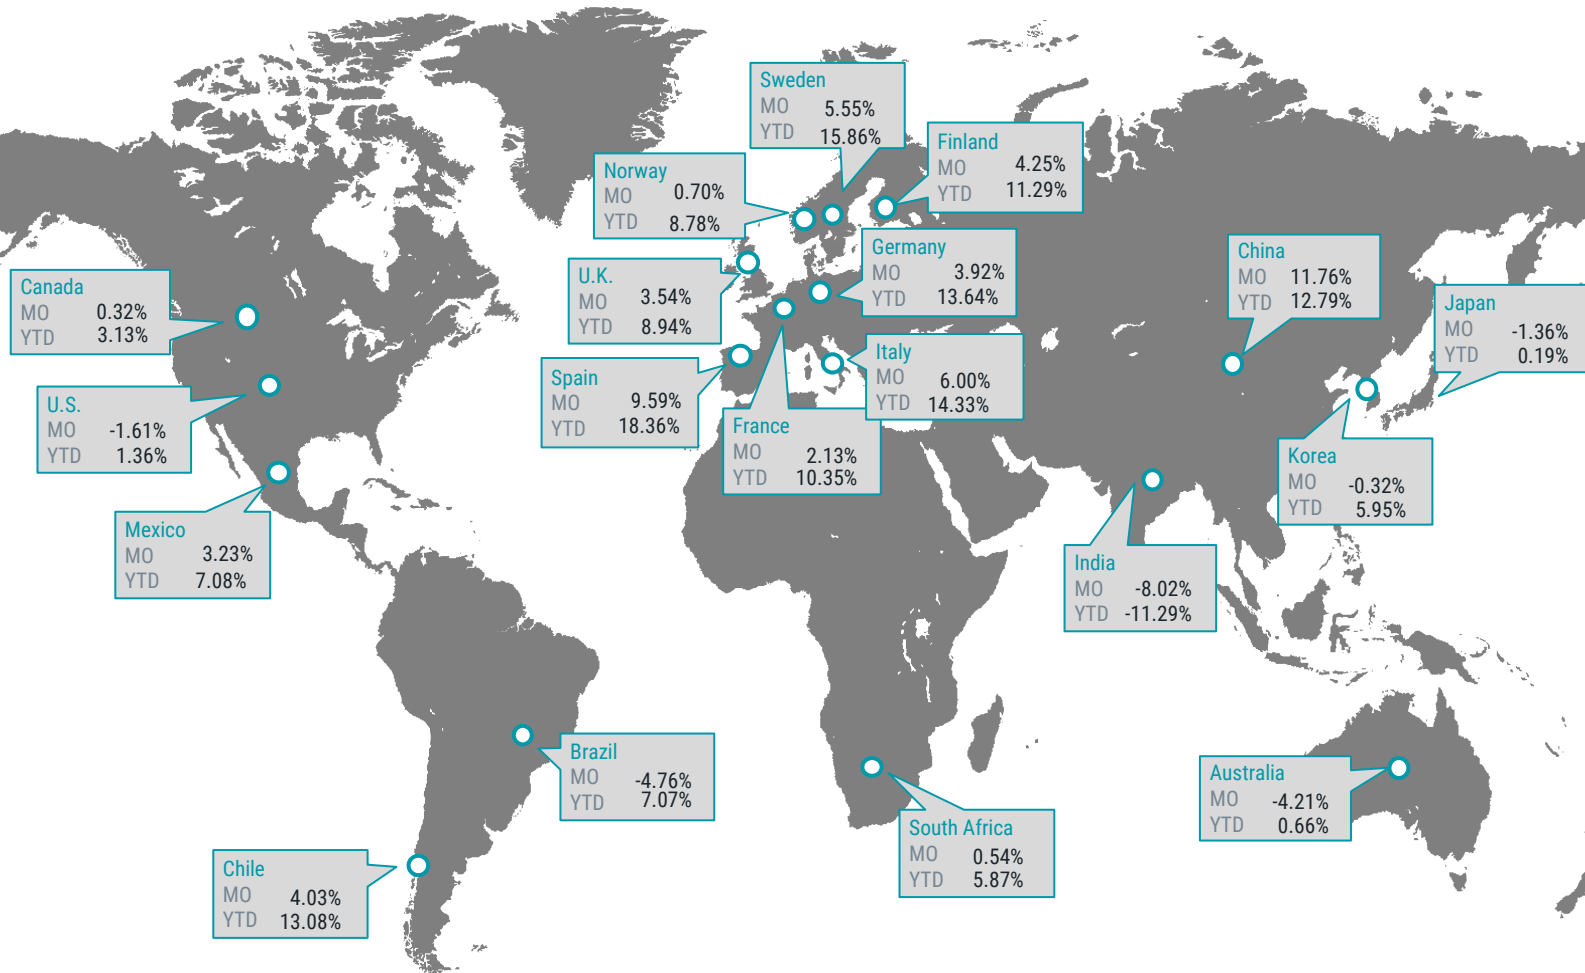 Sweden
MO 5.55%
YTD 15.86%
Finland
MO 4.25%
YTD 11.29%
Norway
MO 0.70%
YTD 8.78%
Germany
MO 3.92%
YTD 13.64%
China
MO 11.76%
YTD 12.79%
U.K.
MO 3.54%
YTD 8.94%
Canada
MO 0.32%
YTD 3.13%
Japan
MO -1.36%
YTD 0.19%
Italy
MO 6.00%
YTD 14.33%
Spain
MO 9.59%
YTD 18.36%
U.S.
MO -1.61%
YTD 1.36%
France
MO 2.13%
YTD 10.35%
Korea
MO -0.32%
YTD 5.95%
Mexico
MO 3.23%
YTD 7.08%
India
MO -8.02%
YTD -11.29%
Brazil
MO -4.76%
YTD 7.07%
Australia
MO -4.21%
YTD 0.66%
South Africa
MO 0.54%
YTD 5.87%
Chile
MO 4.03%
YTD 13.08%